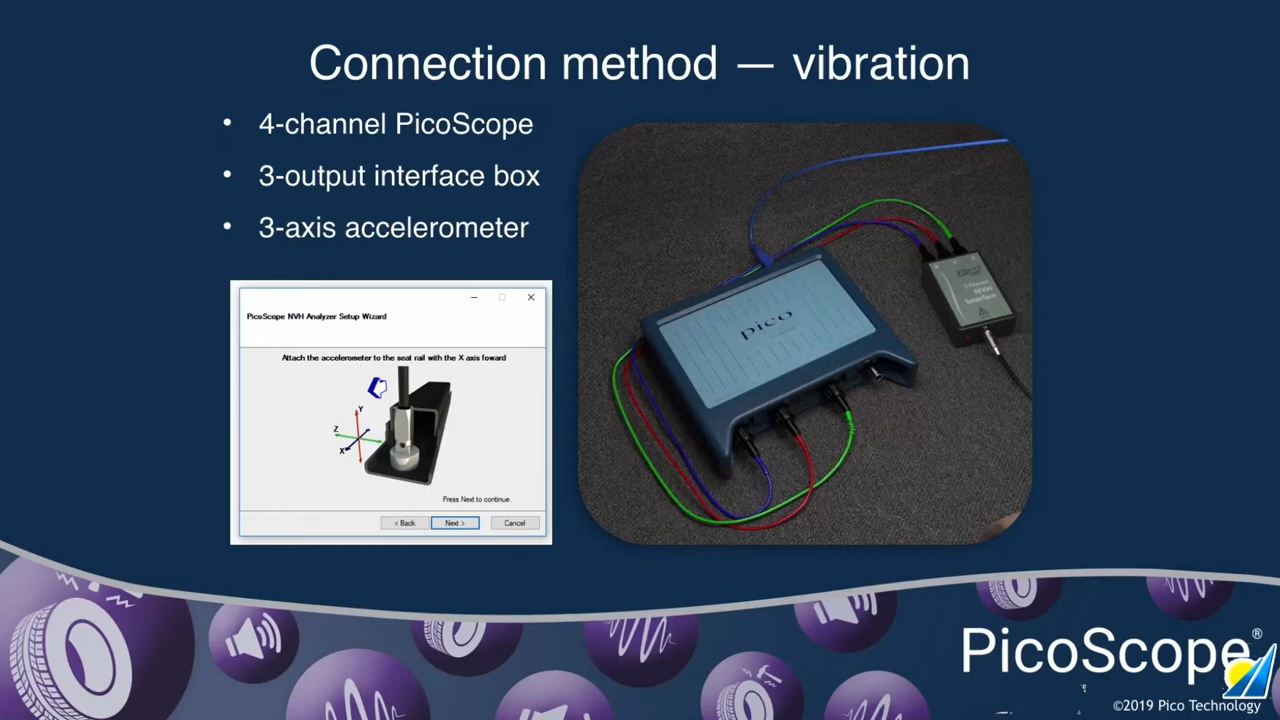 Connection method — vibration
• 4-channel PicoScope
• 3-output interface box
• 3-axis accelerometer
PicoScope NVH Analyzer Setup Wizard
Attach the accelerometer to the seat rail with the X axis foward
Y
Z
X
Press Next to continue.
< Back
Next >
Cancel
pico
NVH
Interface
PicoScope®
©2019 Pico Technology